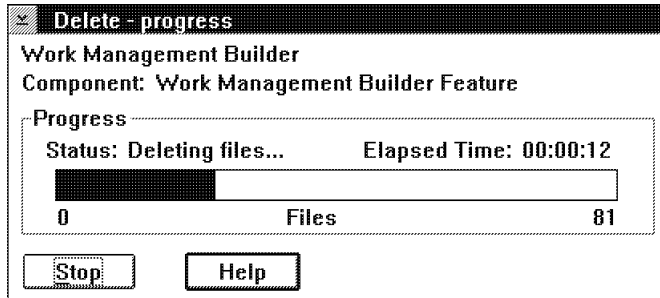 Delete - progress
Work Management Builder
Component: Work Management Builder Feature
Progress
Status: Deleting files... Elapsed Time: 00:00:12
0 Files 81
Stop Help